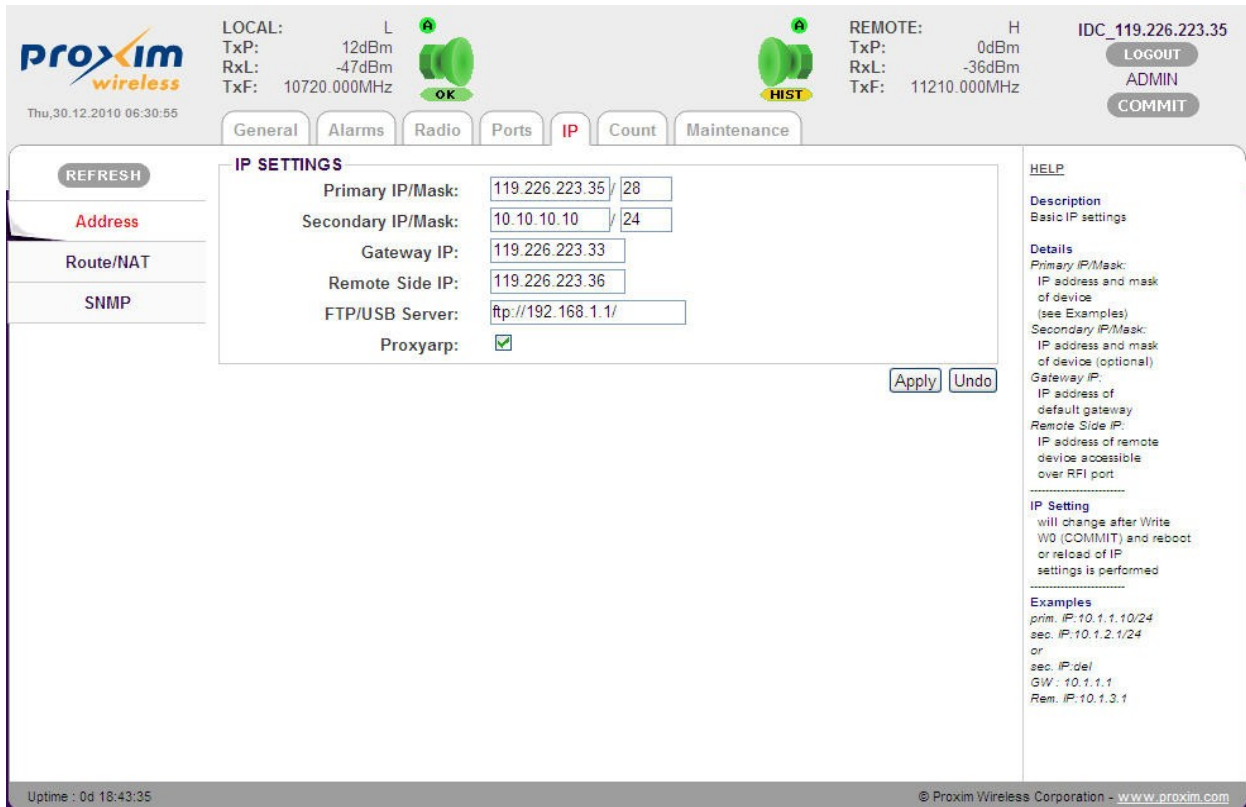 proxim
wireless
Thu,30.12.2010 06:30:55
LOCAL: L
TxP: 12dBm
RxL: -47dBm
TxF: 10720.000MHz
A
OK
A
HIST
REMOTE: H
TxP: 0dBm
RxL: -36dBm
TxF: 11210.000MHz
IDC_119.226.223.35
LOGOUT
ADMIN
COMMIT
General Alarms Radio Ports IP Count Maintenance
REFRESH
Address
Route/NAT
SNMP
IP SETTINGS
Primary IP/Mask: 119.226.223.35 / 28
Secondary IP/Mask: 10.10.10.10 / 24
Gateway IP: 119.226.223.33
Remote Side IP: 119.226.223.36
FTP/USB Server: ftp://192.168.1.1/
Proxyarp:
Apply Undo
HELP
Description
Basic IP settings
Details
Primary IP/Mask:
IP address and mask
of device
(see Examples)
Secondary IP/Mask:
IP address and mask
of device (optional)
Gateway IP:
IP address of
default gateway
Remote Side IP:
IP address of remote
device accessible
over RFI port
-------------------------
IP Setting
will change after Write
W0 (COMMIT) and reboot
or reload of IP
settings is performed
-------------------------
Examples
prim. IP:10.1.1.10/24
sec. IP:10.1.2.1/24
or
sec. IP:del
GW : 10.1.1.1
Rem. IP:10.1.3.1
Uptime : 0d 18:43:35
© Proxim Wireless Corporation - www.proxim.com